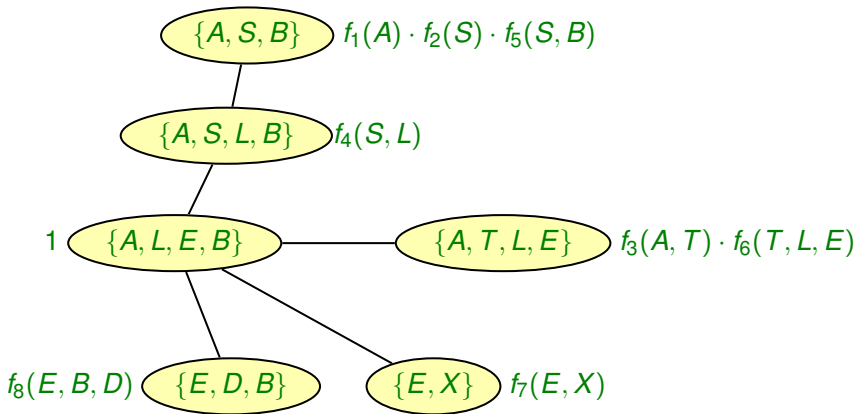 {A, S, B} f₁(A) · f₂(S) · f₅(S, B)
{A, S, L, B} f₄(S, L)
1 {A, L, E, B} {A, T, L, E} f₃(A, T) · f₆(T, L, E)
f₈(E, B, D) {E, D, B} {E, X} f₇(E, X)